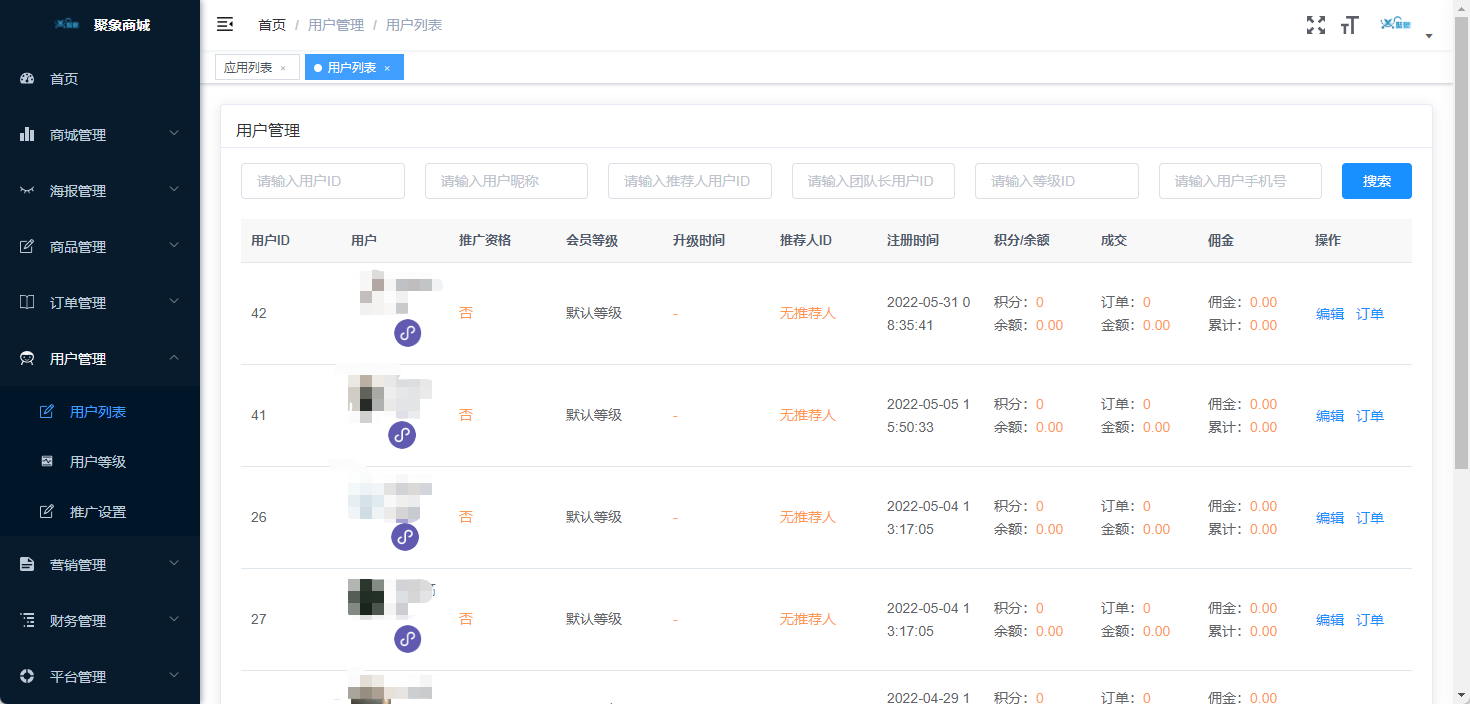 聚象商城
首页 / 用户管理 / 用户列表
应用列表 ×
用户列表 ×
首页
商城管理
海报管理
商品管理
订单管理
用户管理
用户列表
用户等级
推广设置
营销管理
财务管理
平台管理
用户管理
请输入用户ID 请输入用户昵称 请输入推荐人用户ID 请输入团队长用户ID 请输入等级ID 请输入用户手机号 搜索
用户ID 用户 推广资格 会员等级 升级时间 推荐人ID 注册时间 积分/余额 成交 佣金 操作
42 否 默认等级 - 无推荐人 2022-05-31 0 积分：0 订单：0 佣金：0.00 编辑 订单
8:35:41 余额：0.00 金额：0.00 累计：0.00
41 否 默认等级 - 无推荐人 2022-05-05 1 积分：0 订单：0 佣金：0.00 编辑 订单
5:50:33 余额：0.00 金额：0.00 累计：0.00
26 否 默认等级 - 无推荐人 2022-05-04 1 积分：0 订单：0 佣金：0.00 编辑 订单
3:17:05 余额：0.00 金额：0.00 累计：0.00
27 否 默认等级 - 无推荐人 2022-05-04 1 积分：0 订单：0 佣金：0.00 编辑 订单
3:17:05 余额：0.00 金额：0.00 累计：0.00
2022-04-29 1 积分：0 订单：0 佣金：0.00